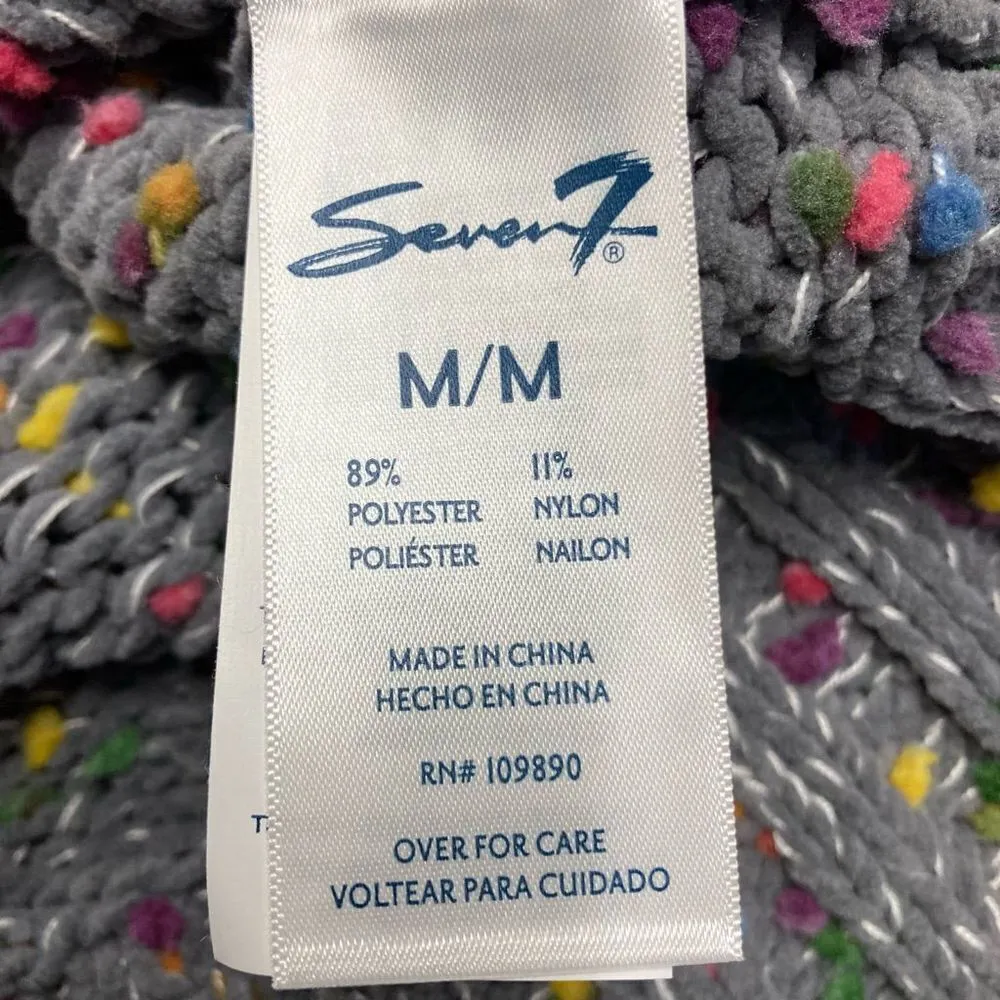 Seven7®
M/M
89% 11%
POLYESTER NYLON
POLIÉSTER NAILON
MADE IN CHINA
HECHO EN CHINA
RN# 109890
OVER FOR CARE
VOLTEAR PARA CUIDADO